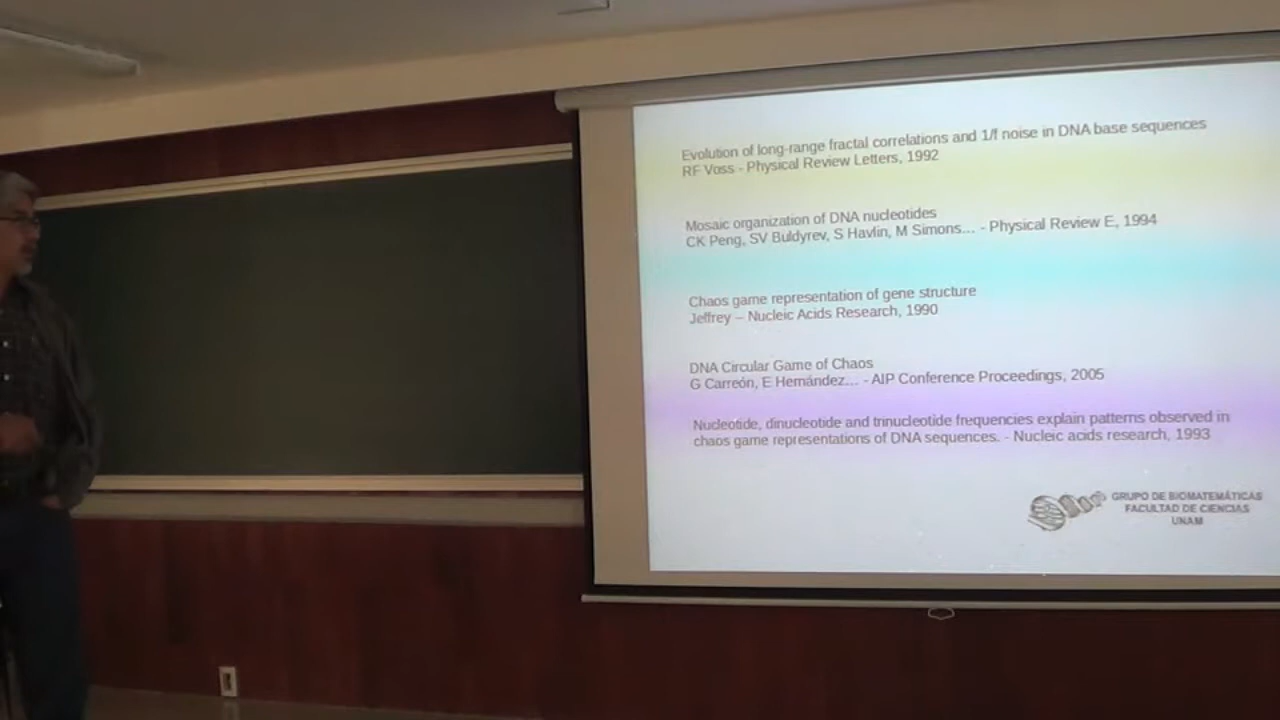 Evolution of long-range fractal correlations and 1/f noise in DNA base sequences
RF Voss - Physical Review Letters, 1992
Mosaic organization of DNA nucleotides
CK Peng, SV Buldyrev, S Havlin, M Simons... - Physical Review E, 1994
Chaos game representation of gene structure
Jeffrey – Nucleic Acids Research, 1990
DNA Circular Game of Chaos
G Carreón, E Hernández... - AIP Conference Proceedings, 2005
Nucleotide, dinucleotide and trinucleotide frequencies explain patterns observed in
chaos game representations of DNA sequences. - Nucleic acids research, 1993
GRUPO DE BIOMATEMÁTICAS
FACULTAD DE CIENCIAS
UNAM